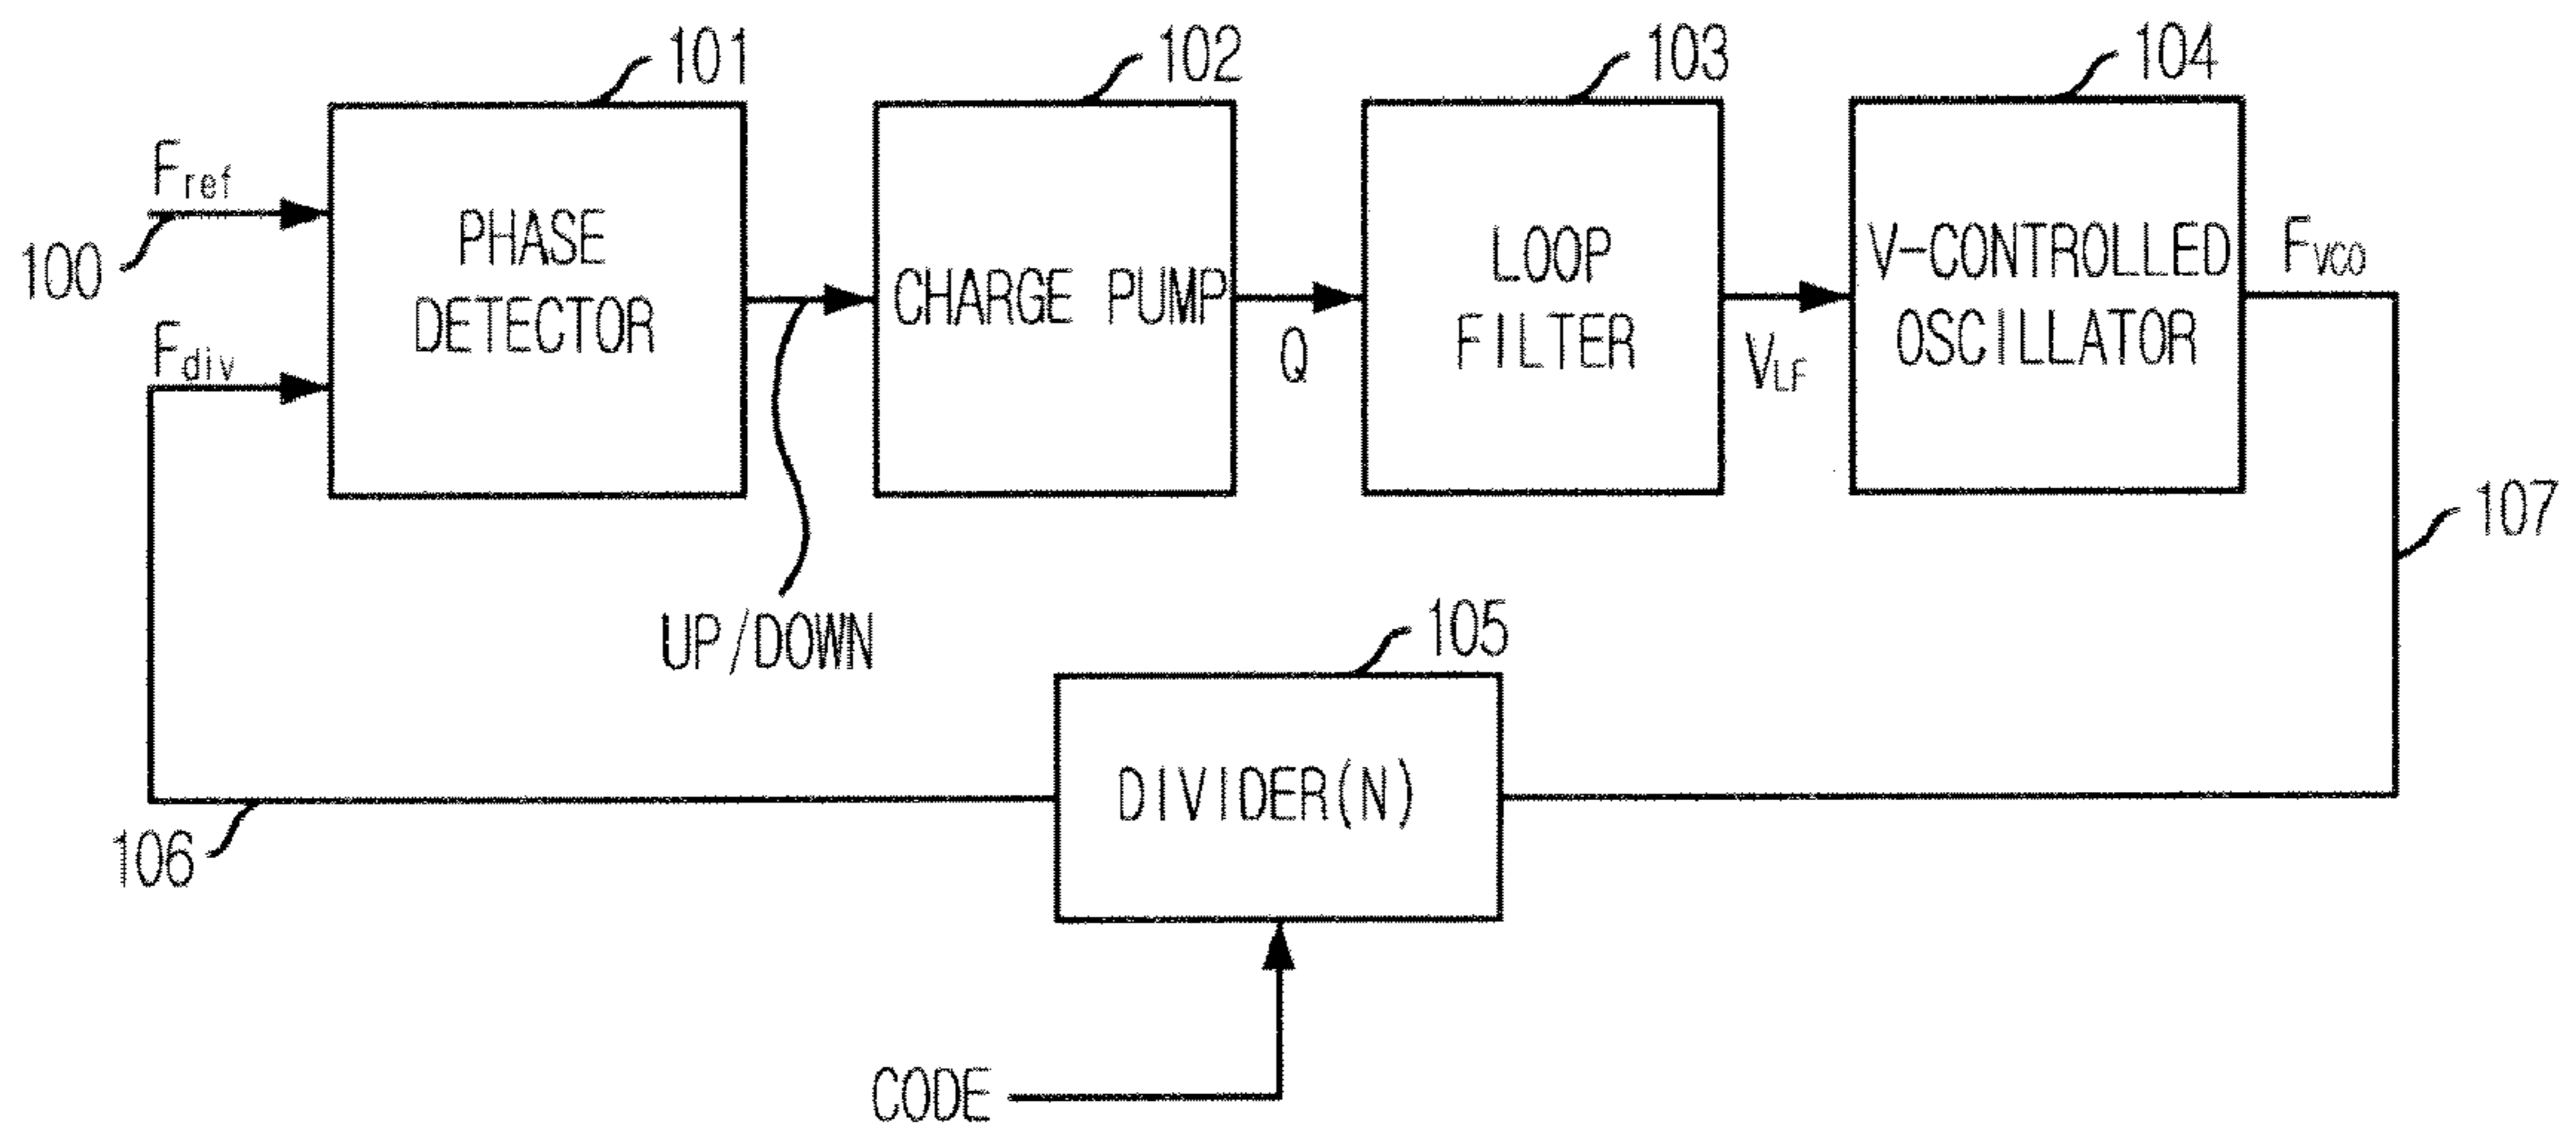 101
102
103
104
Fref
100
PHASE
DETECTOR
Fdiv
CHARGE PUMP
Q
LOOP
FILTER
VLF
V-CONTROLLED
OSCILLATOR
FVCO
107
UP/DOWN
105
DIVIDER(N)
106
CODE